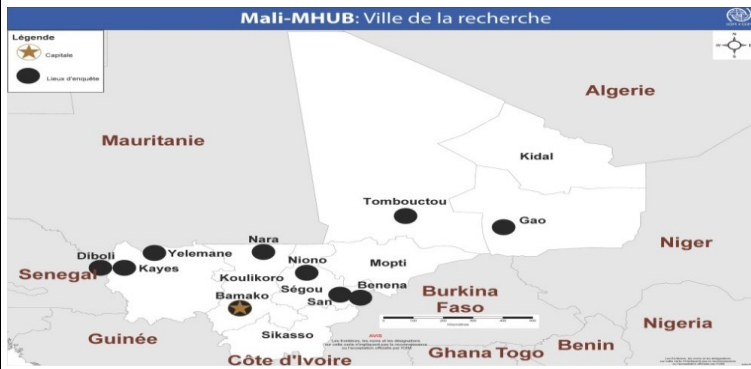 Mali-MHUB: Ville de la recherche
Légende
Capitale
Lieux d'enquête
Algerie
Mauritanie
Kidal
Tombouctou
Gao
Nara
Niono
Mopti
Niger
Diboli
Yelemane
Kayes
Senegal
Koulikoro
Ségou
Benena
San
Bamako
Burkina
Faso
Sikasso
Guinée
Nigeria
Benin
Côte d'Ivoire
Ghana
Togo
AVIS